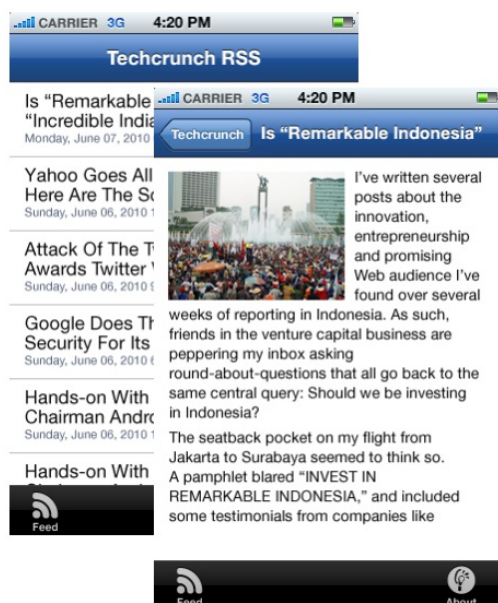 CARRIER 3G 4:20 PM
Techcrunch RSS
Is “Remarkable
“Incredible India
Monday, June 07, 2010
Yahoo Goes All
Here Are The
Sunday, June 06, 2010
Attack Of The
Awards Twitter
Sunday, June 06, 2010
Google Does
Security For Its
Sunday, June 06, 2010
Hands-on With
Chairman
Sunday, June 06, 2010
Hands-on With
Feed
CARRIER 3G 4:20 PM
Techcrunch
Is “Remarkable Indonesia”
I’ve written several
posts about the
innovation,
entrepreneurship
and promising
Web audience I’ve
found over several
weeks of reporting in Indonesia. As such,
friends in the venture capital business are
peppering my inbox asking
round-about-questions that all go back to the
same central query: Should we be investing
in Indonesia?
The seatback pocket on my flight from
Jakarta to Surabaya seemed to think so.
A pamphlet blared “INVEST IN
REMARKABLE INDONESIA,” and included
some testimonials from companies like
Feed
About